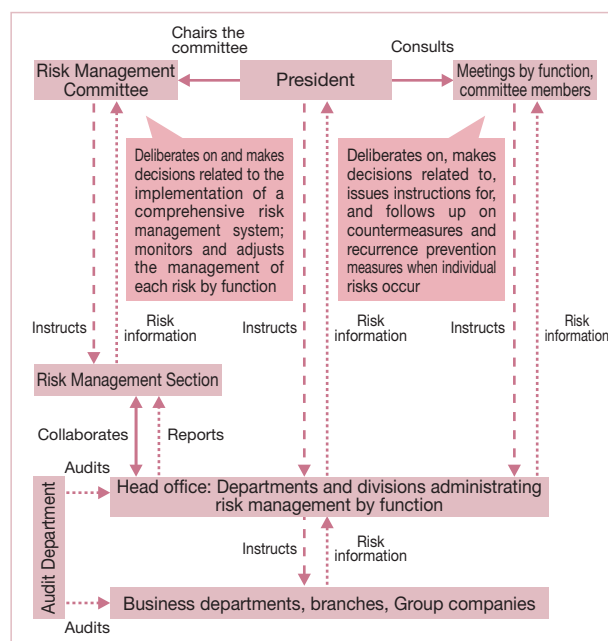 Chairs the
committee
Consults
Risk Management
Committee
President
Meetings by function,
committee members
Deliberates on and makes
decisions related to the
implementation of a
comprehensive risk
management system;
monitors and adjusts
the management of
each risk by function
Deliberates on, makes
decisions related to,
issues instructions for,
and follows up on
countermeasures and
recurrence prevention
measures when individual
risks occur
Instructs
Risk
information
Instructs
Risk
information
Instructs
Risk
information
Risk Management Section
Collaborates
Reports
Audits
Head office: Departments and divisions administrating
risk management by function
Audit Department
Instructs
Risk
information
Business departments, branches, Group companies
Audits